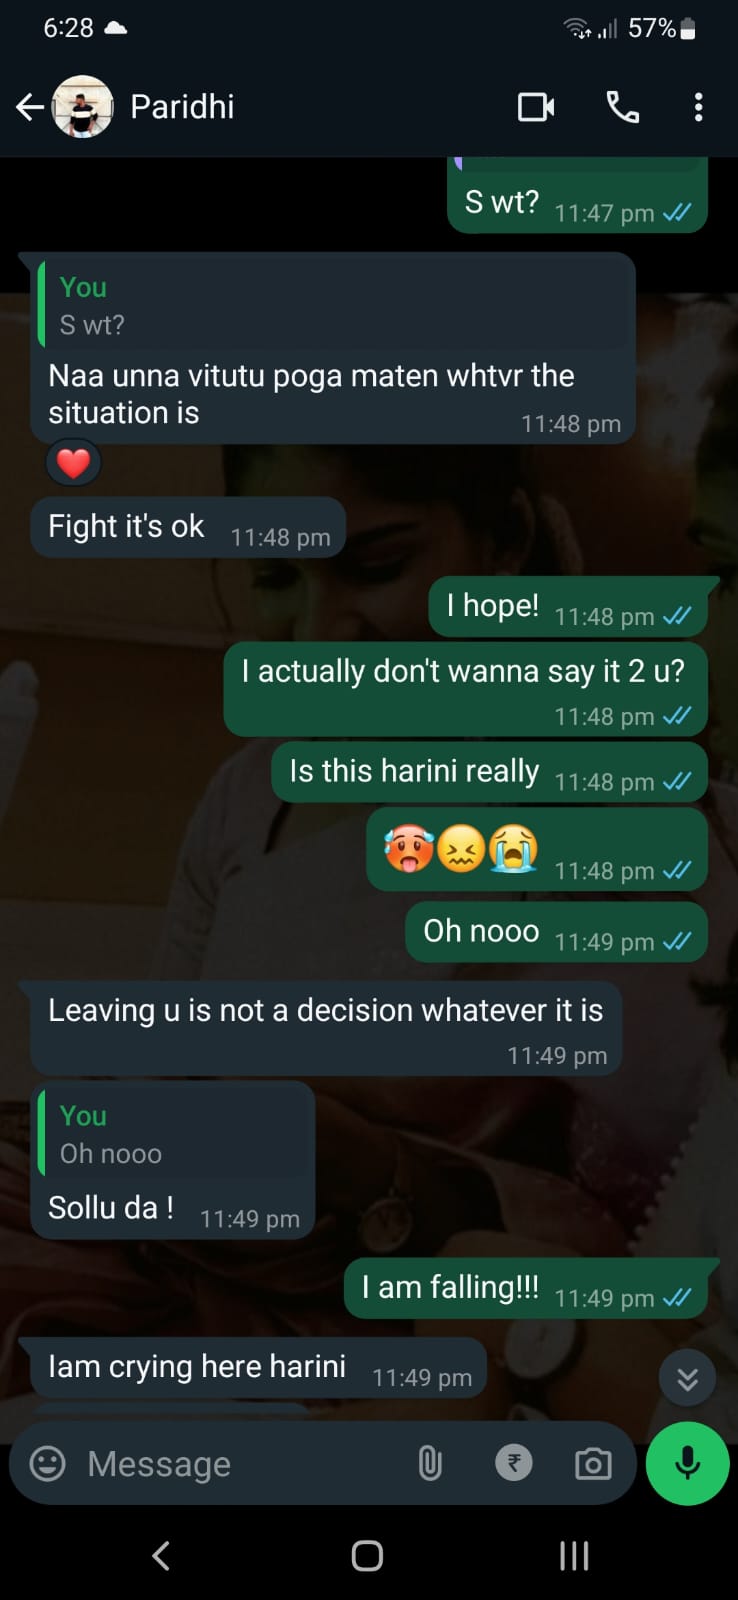 6:28
57%
Paridhi
S wt?
11:47 pm
You
S wt?
Naa unna vitutu poga maten whtvr the
situation is
11:48 pm
Fight it's ok
11:48 pm
I hope!
11:48 pm
I actually don't wanna say it 2 u?
11:48 pm
Is this harini really
11:48 pm
🥵😖😭
11:48 pm
Oh nooo
11:49 pm
Leaving u is not a decision whatever it is
11:49 pm
You
Oh nooo
Sollu da !
11:49 pm
I am falling!!!
11:49 pm
Iam crying here harini
11:49 pm
Message
₹